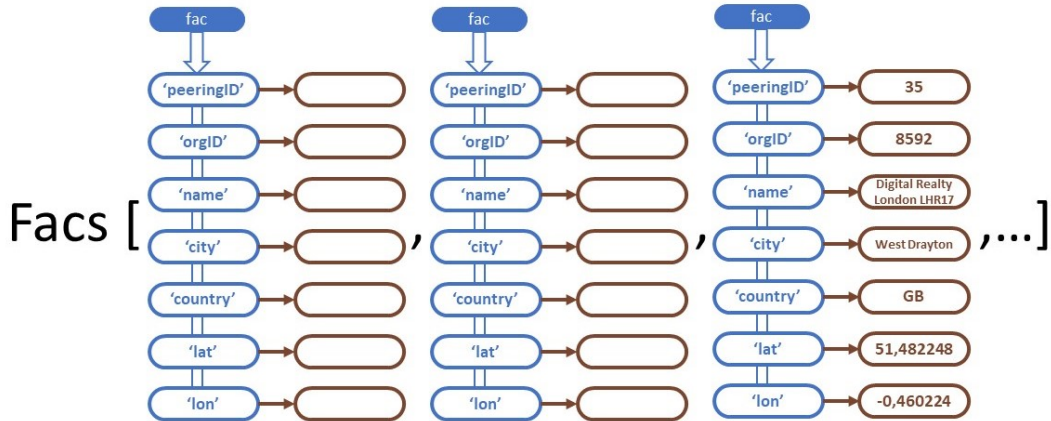 fac
fac
fac
‘peeringID’
‘peeringID’
‘peeringID’
35
‘orgID’
‘orgID’
‘orgID’
8592
‘name’
‘name’
‘name’
Digital Realty
London LHR17
Facs [
‘city’
,
‘city’
,
‘city’
West Drayton
,...]
‘country’
‘country’
‘country’
GB
‘lat’
‘lat’
‘lat’
51,482248
‘lon’
‘lon’
‘lon’
-0,460224